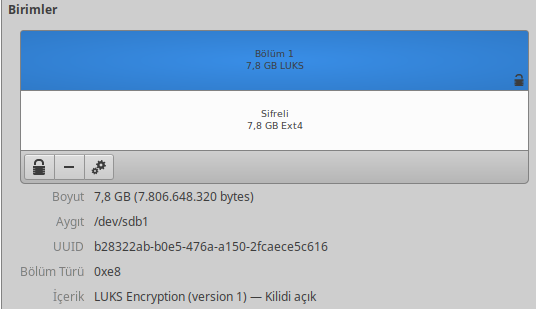 Birimler
Bölüm 1
7,8 GB LUKS
Sifreli
7,8 GB Ext4
Boyut 7,8 GB (7.806.648.320 bytes)
Aygıt /dev/sdb1
UUID b28322ab-b0e5-476a-a150-2fcaece5c616
Bölüm Türü 0xe8
İçerik LUKS Encryption (version 1) — Kilidi açık